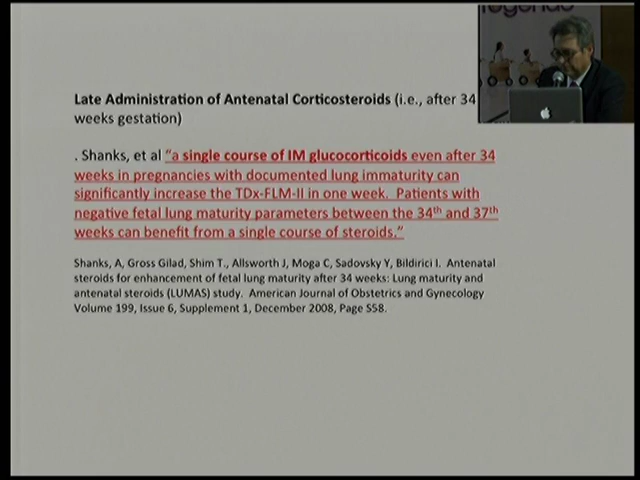 Late Administration of Antenatal Corticosteroids (i.e., after 34
weeks gestation)
. Shanks, et al "a single course of IM glucocorticoids even after 34
weeks in pregnancies with documented lung immaturity can
significantly increase the TDx-FLM-II in one week. Patients with
negative fetal lung maturity parameters between the 34th and 37th
weeks can benefit from a single course of steroids."
Shanks, A, Gross Gilad, Shim T., Allsworth J, Moga C, Sadovsky Y, Bildirici I. Antenatal
steroids for enhancement of fetal lung maturity after 34 weeks: Lung maturity and
antenatal steroids (LUMAS) study. American Journal of Obstetrics and Gynecology
Volume 199, Issue 6, Supplement 1, December 2008, Page S58.